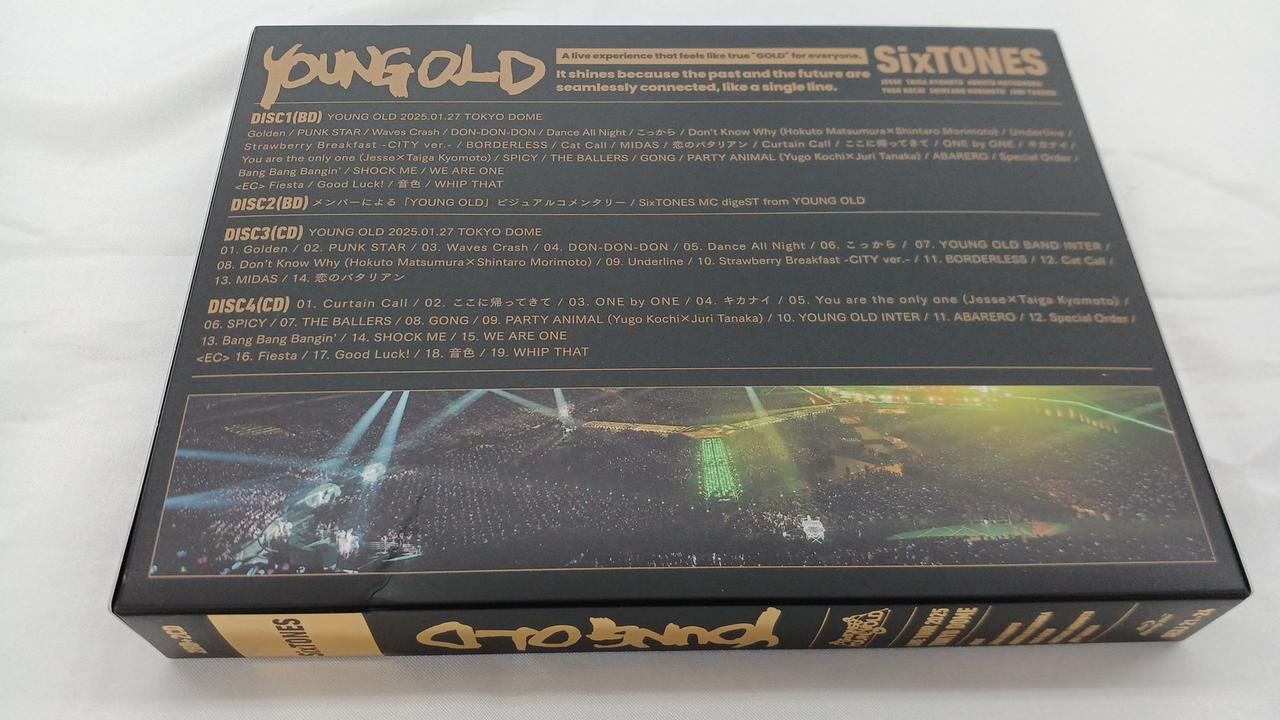 YOUNG OLD
A live experience that feels like true "GOLD" for everyone.
It shines because the past and the future are
seamlessly connected, like a single line.
SixTONES
JESSE TAIGA KYOMOTO HOKUTO MATSUMURA
YUGO KOCHI SHINTARO MORIMOTO JURI TANAKA
DISC1(BD) YOUNG OLD 2025.01.27 TOKYO DOME
Golden / PUNK STAR / Waves Crash / DON-DON-DON / Dance All Night / こっから / Don't Know Why (Hokuto Matsumura×Shintaro Morimoto) / Underline /
Strawberry Breakfast -CITY ver.- / BORDERLESS / Cat Call / MIDAS / 恋のバタリアン / Curtain Call / ここに帰ってきて / ONE by ONE / キカナイ /
You are the only one (Jesse×Taiga Kyomoto) / SPICY / THE BALLERS / GONG / PARTY ANIMAL (Yugo Kochi×Juri Tanaka) / ABARERO / Special Order /
Bang Bang Bangin' / SHOCK ME / WE ARE ONE
<EC> Fiesta / Good Luck! / 音色 / WHIP THAT
DISC2(BD) メンバーによる「YOUNG OLD」ビジュアルコメンタリー / SixTONES MC digeST from YOUNG OLD
DISC3(CD) YOUNG OLD 2025.01.27 TOKYO DOME
01. Golden / 02. PUNK STAR / 03. Waves Crash / 04. DON-DON-DON / 05. Dance All Night / 06. こっから / 07. YOUNG OLD BAND INTER /
08. Don't Know Why (Hokuto Matsumura×Shintaro Morimoto) / 09. Underline / 10. Strawberry Breakfast -CITY ver.- / 11. BORDERLESS / 12. Cat Call /
13. MIDAS / 14. 恋のバタリアン
DISC4(CD) 01. Curtain Call / 02. ここに帰ってきて / 03. ONE by ONE / 04. キカナイ / 05. You are the only one (Jesse×Taiga Kyomoto) /
06. SPICY / 07. THE BALLERS / 08. GONG / 09. PARTY ANIMAL (Yugo Kochi×Juri Tanaka) / 10. YOUNG OLD INTER / 11. ABARERO / 12. Special Order /
13. Bang Bang Bangin' / 14. SHOCK ME / 15. WE ARE ONE
<EC> 16. Fiesta / 17. Good Luck! / 18. 音色 / 19. WHIP THAT
SixTONES
YOUNG OLD